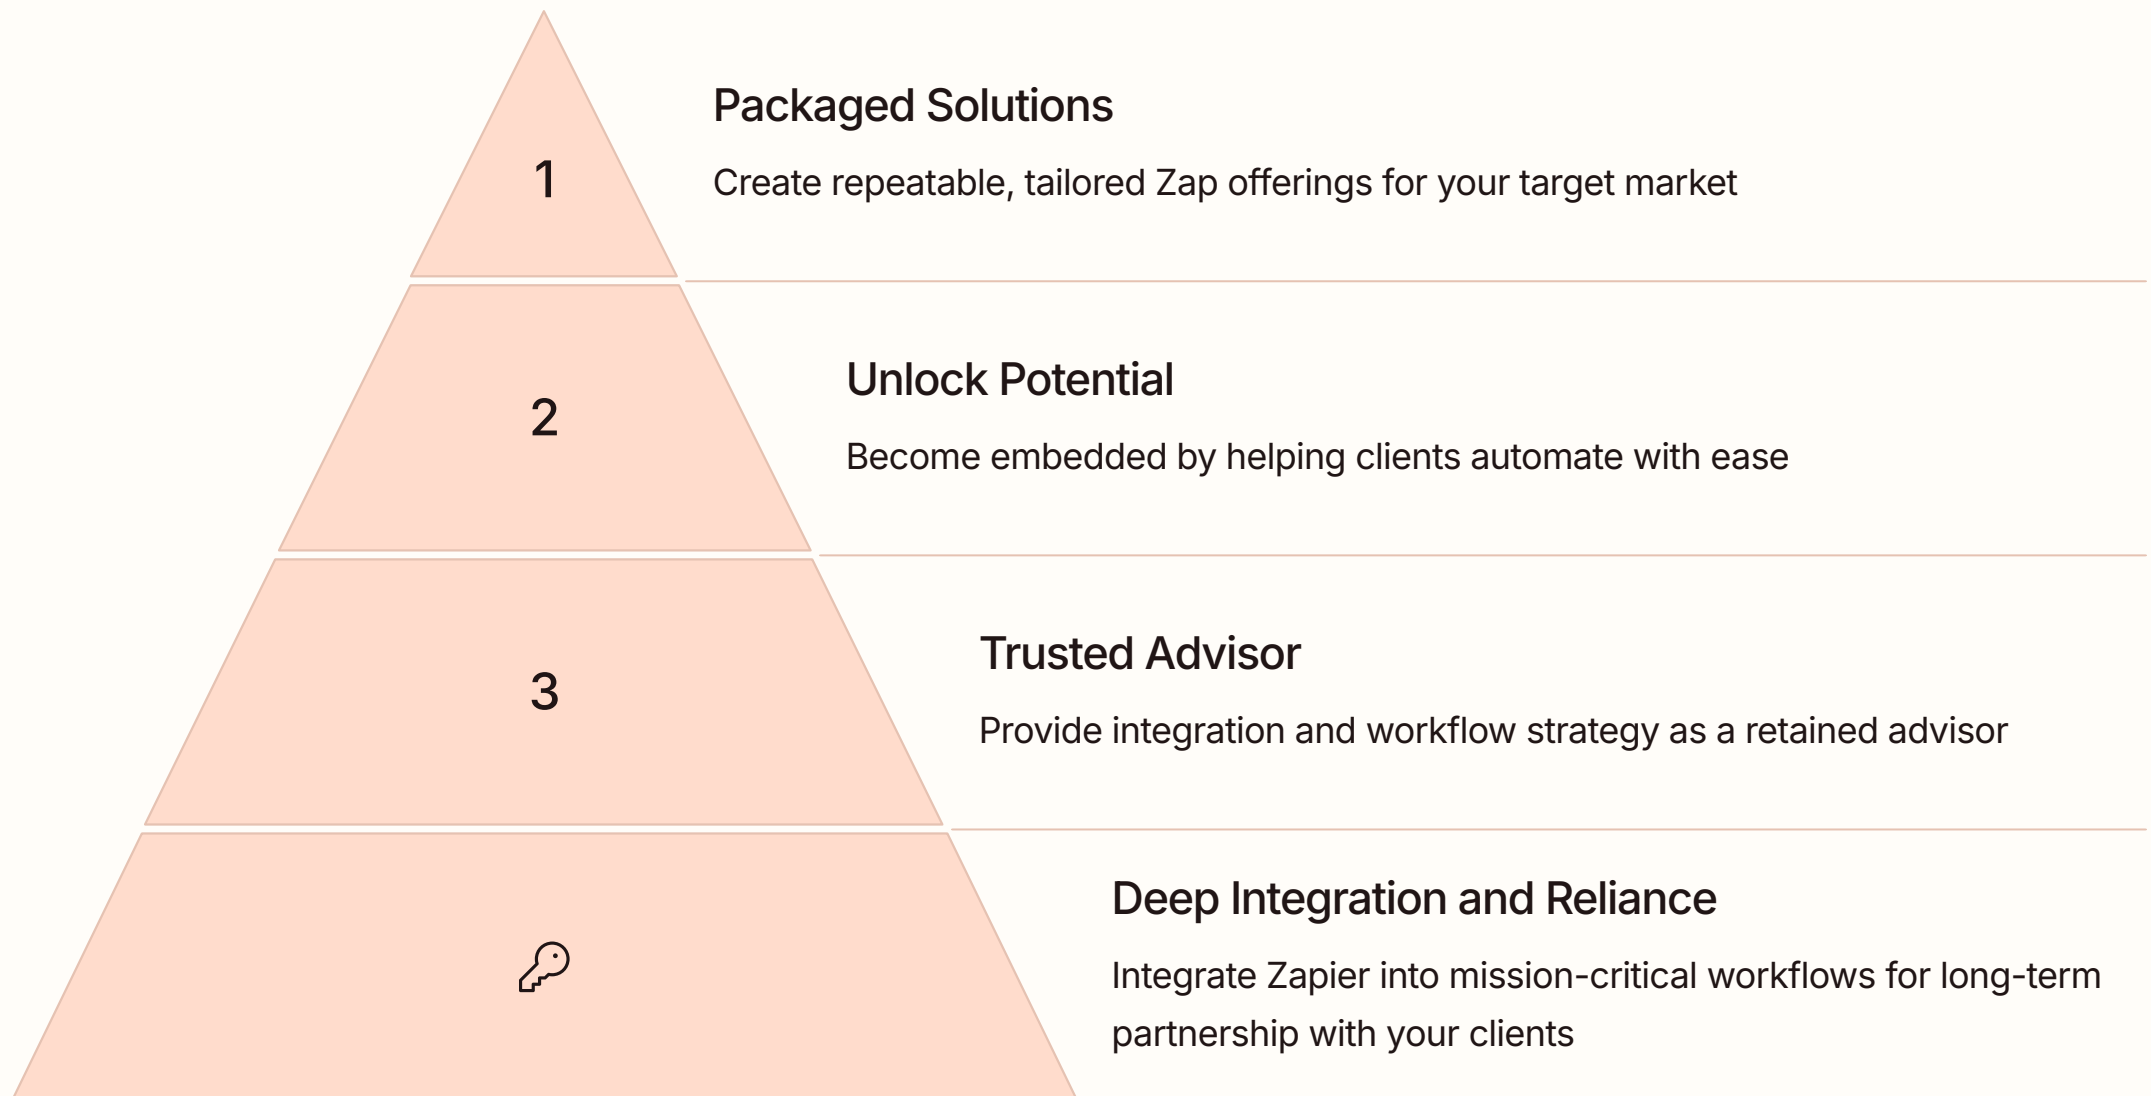 1
Packaged Solutions
Create repeatable, tailored Zap offerings for your target market
2
Unlock Potential
Become embedded by helping clients automate with ease
3
Trusted Advisor
Provide integration and workflow strategy as a retained advisor
Deep Integration and Reliance
Integrate Zapier into mission-critical workflows for long-term
partnership with your clients